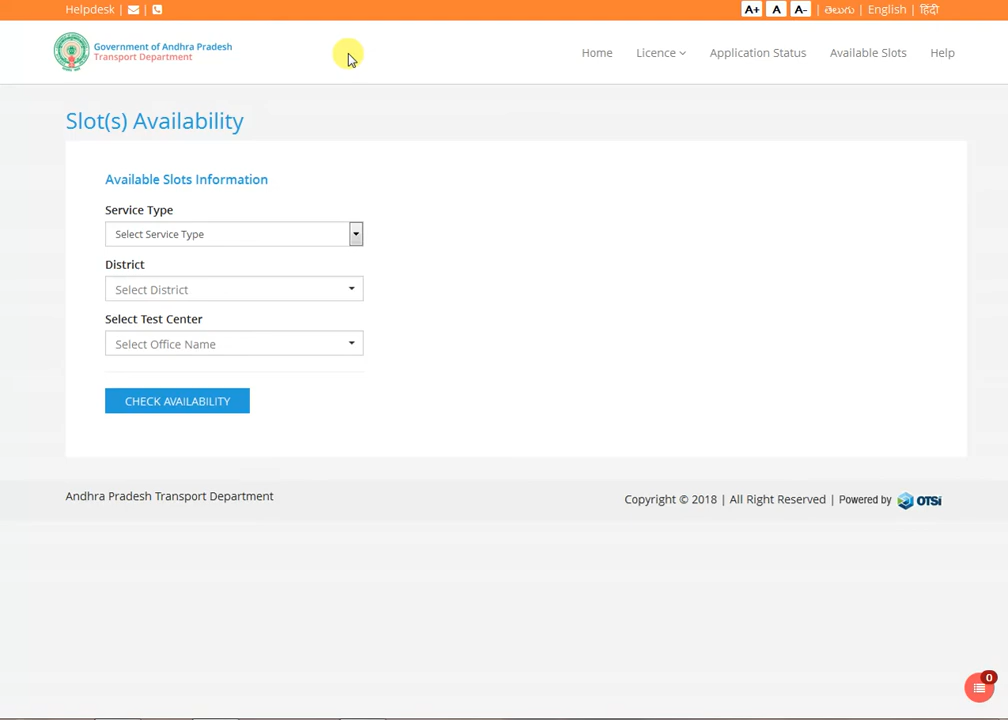 Helpdesk |  |
A+ A A- | తెలుగు | English | हिंदी
Government of Andhra Pradesh
Transport Department
Home Licence Application Status Available Slots Help
Slot(s) Availability
Available Slots Information
Service Type
Select Service Type
District
Select District
Select Test Center
Select Office Name
CHECK AVAILABILITY
Andhra Pradesh Transport Department
Copyright © 2018 | All Right Reserved | Powered by OTSi
0